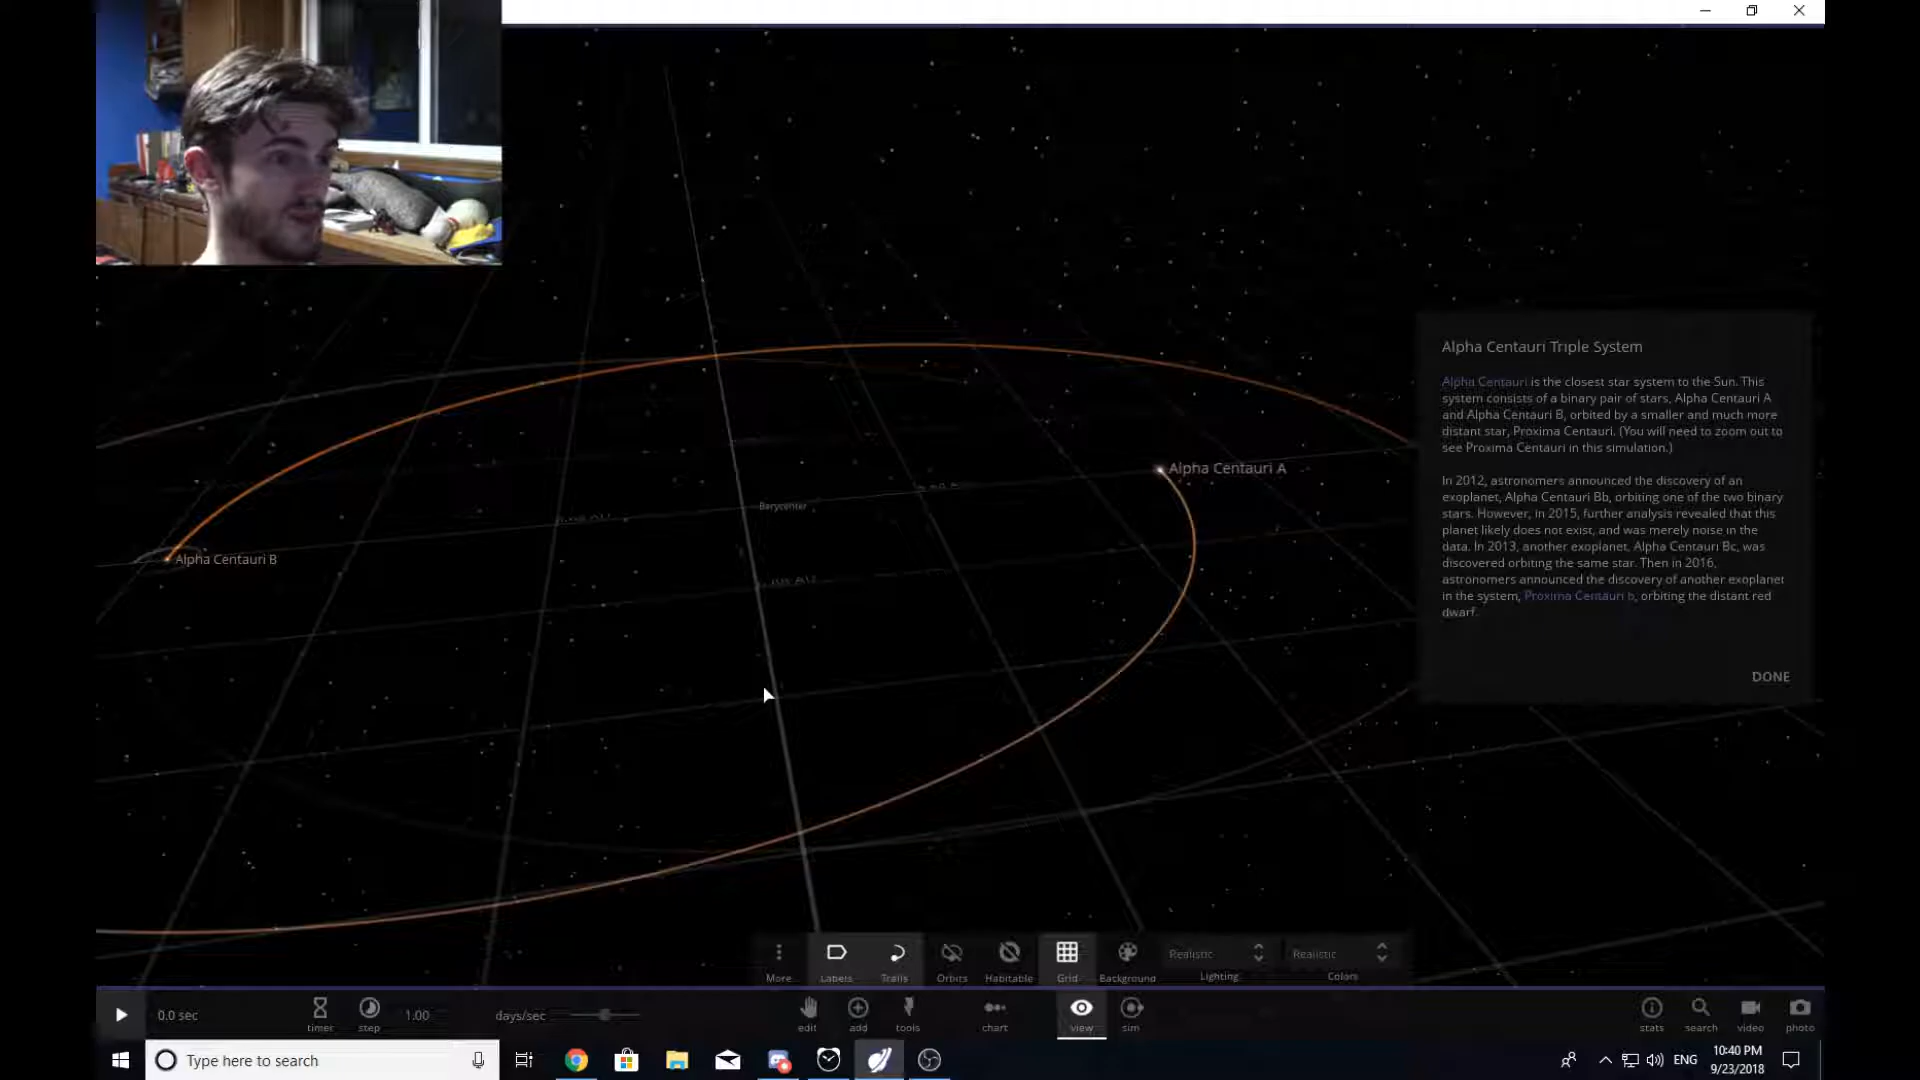 Alpha Centauri Triple System
Alpha Centauri is the closest star system to the Sun. This
system consists of a binary pair of stars, Alpha Centauri A
and Alpha Centauri B, orbited by a smaller and much more
distant star, Proxima Centauri. (You will need to zoom out to
see Proxima Centauri in this simulation.)
In 2012, astronomers announced the discovery of an
exoplanet, Alpha Centauri Bb, orbiting one of the two binary
stars. However, in 2015, further analysis revealed that this
planet likely does not exist, and was merely noise in the
data. In 2013, another exoplanet, Alpha Centauri Bc, was
discovered orbiting the same star. Then in 2016,
astronomers announced the discovery of another exoplanet
in the system, Proxima Centauri b, orbiting the distant red
dwarf.
DONE
Alpha Centauri A
Barycenter
Alpha Centauri B
More...
Labels
Trails
Orbits
Habitable
Grid
Background
Realistic
Lighting
Realistic
Colors
0.0 sec
timer
step
1.00
days/sec
edit
add
tools
chart
view
sim
stats
search
video
photo
Type here to search
ENG
10:40 PM
9/23/2018